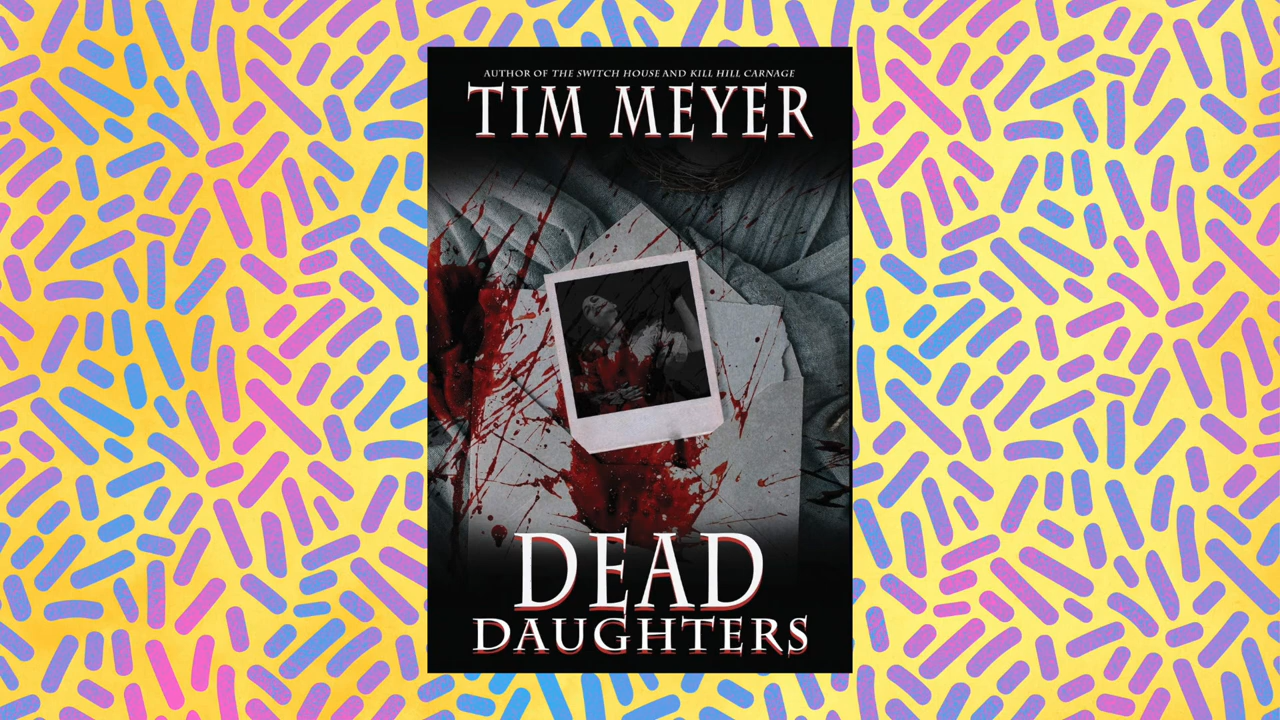 AUTHOR OF THE SWITCH HOUSE AND KILL HILL CARNAGE
TIM MEYER
DEAD
DAUGHTERS